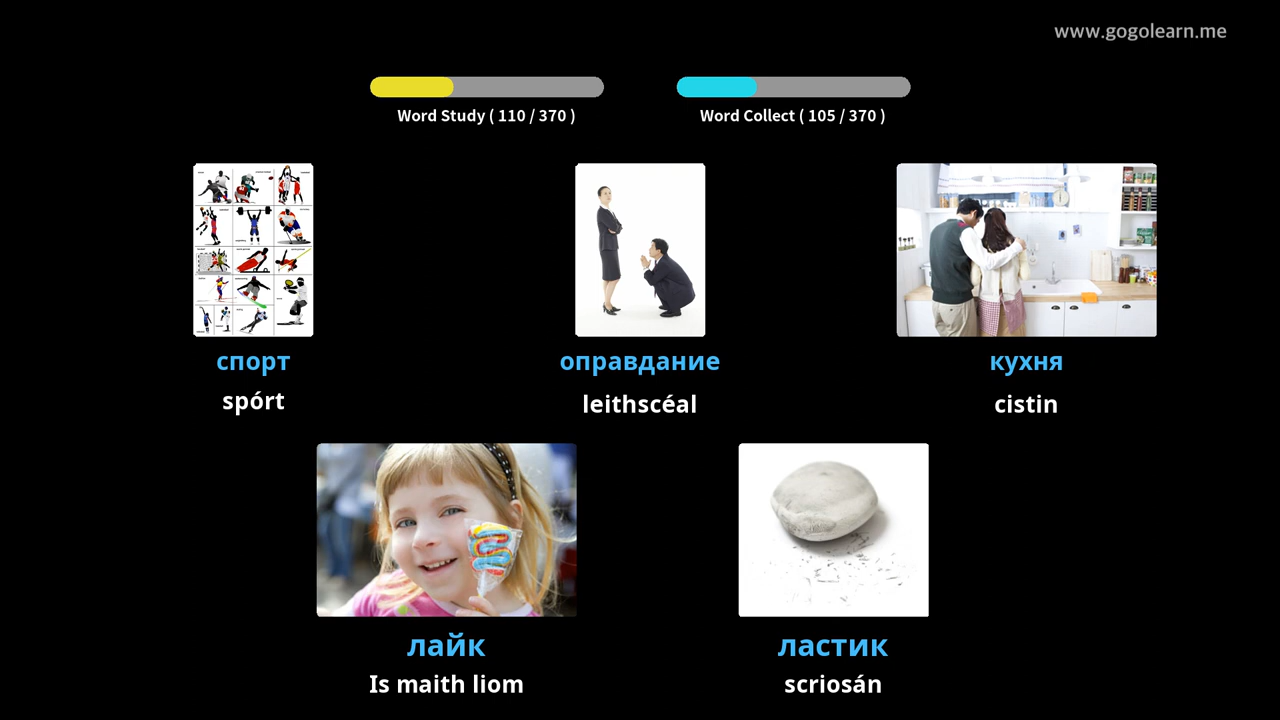 www.gogolearn.me
Word Study ( 110 / 370 )
Word Collect ( 105 / 370 )
спорт
spórt
оправдание
leithscéal
кухня
cistin
лайк
Is maith liom
ластик
scriosán